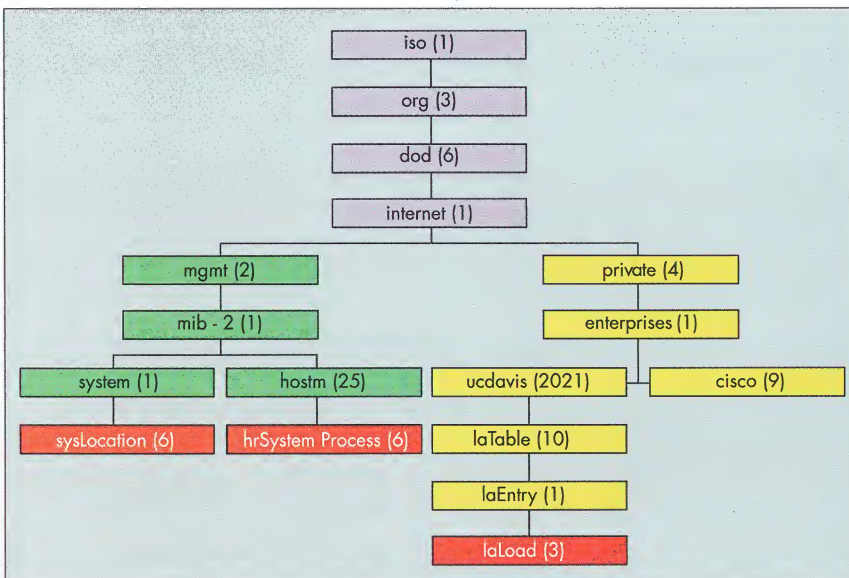 iso (1)
org (3)
dod (6)
internet (1)
mgmt (2)
private (4)
mib - 2 (1)
enterprises (1)
system (1)
hostm (25)
ucdavis (2021)
cisco (9)
sysLocation (6)
hrSystem Process (6)
laTable (10)
laEntry (1)
laLoad (3)